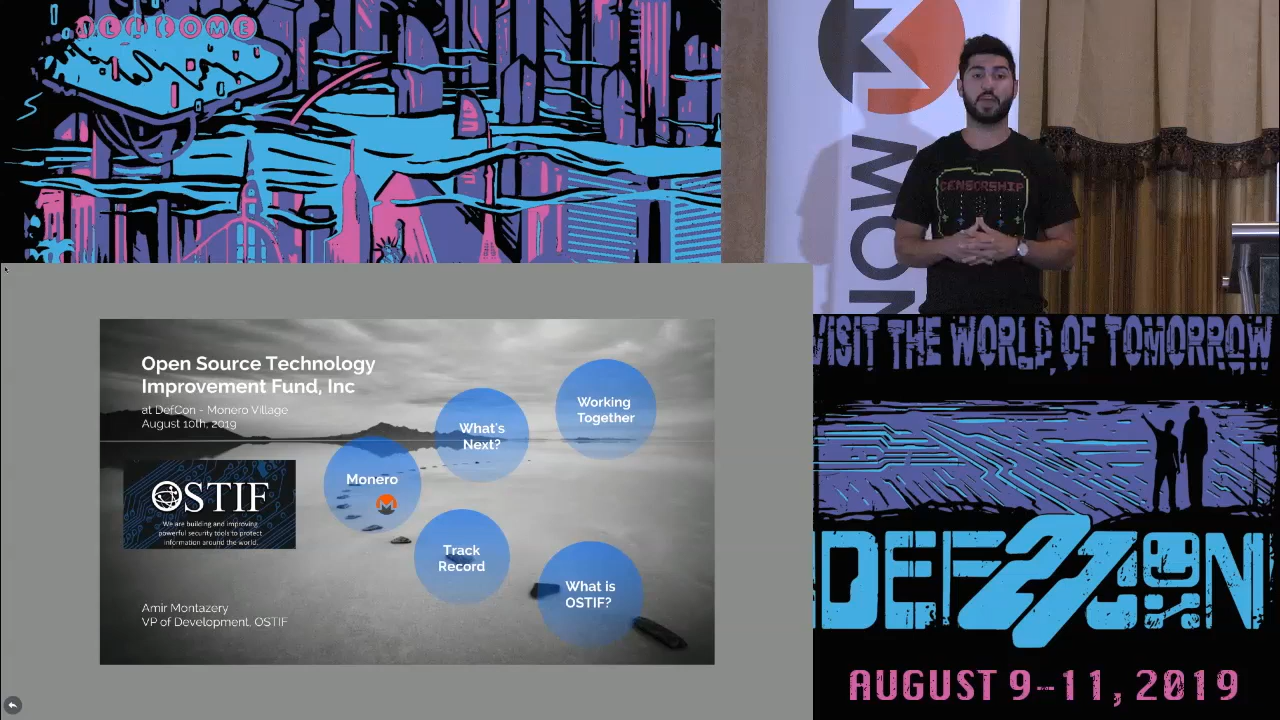 WELCOME
MON
CENSORSHIP
Open Source Technology
Improvement Fund, Inc
at DefCon - Monero Village
August 10th, 2019
Working
Together
What's
Next?
Monero
OSTIF
We are building and improving
powerful security tools to protect
information around the world.
Track
Record
What is
OSTIF?
Amir Montazery
VP of Development, OSTIF
VISIT THE WORLD OF TOMORROW
DEF 27 CON
AUGUST 9-11, 2019